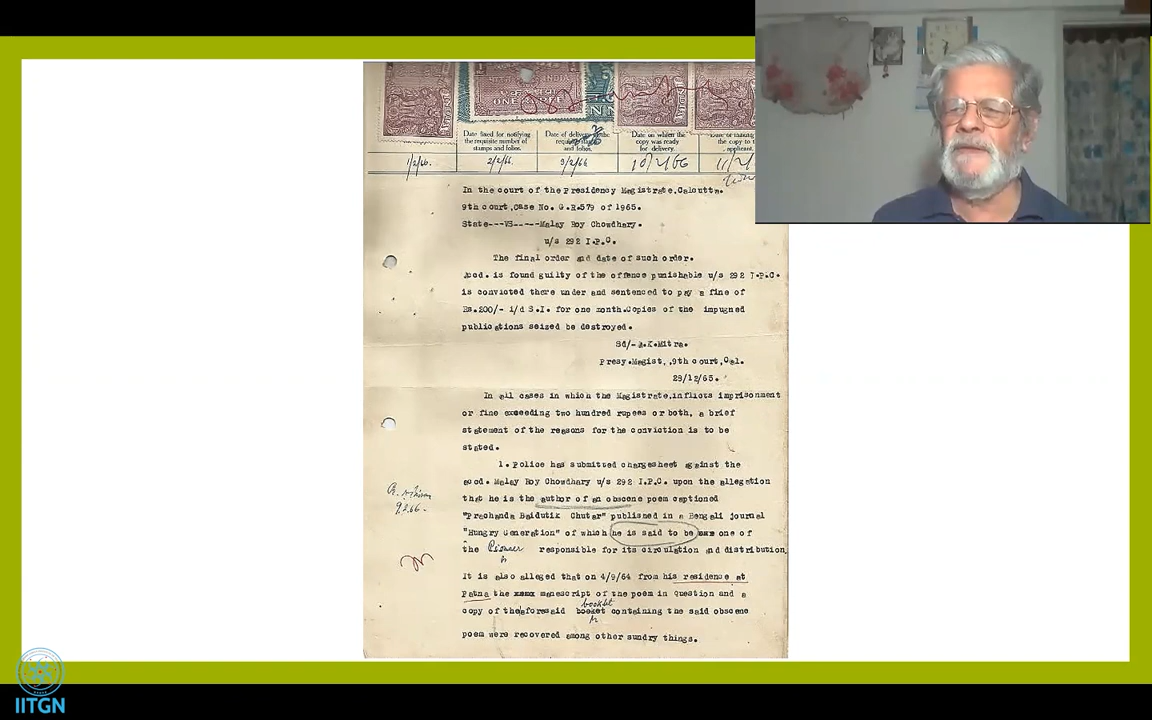 INDIA
ONE
Date fixed for notifying the requisite number of stamps and folios.
Date of delivery of the requisite stamps and folios.
Date on which the copy was ready for delivery.
1/2/66.
2/2/66.
9/2/66
10/2/66
11/2/
In the court of the Presidency Magistrate,Calcutta.
9th court,Case No. G.R.579 of 1965.
State---VS-----Malay Roy Chowdhary.
u/s 292 I.P.C.
The final order and date of such order.
Accd. is found guilty of the offence punishable u/s 292 I.P.C.
is convicted there under and sentenced to pay a fine of
Rs.200/- i/d S.I. for one month.Copies of the impugned
publications seized be destroyed.
Sd/- A.K.Mitra.
Presy.Magist.,9th court,Cal.
28/12/65.
In all cases in which the Magistrate,inflicts imprisonment
or fine exceeding two hundred rupees or both, a brief
statement of the reasons for the conviction is to be
stated.
1. Police has submitted chargesheet against the
accd. Malay Roy Chowdhary u/s 292 I.P.C. upon the allegation
that he is the author of an obscene poem captioned
"Prachanda Baidutik Chutar" published in a Bengali journal
"Hungry Generation" of which he is said to be one of
the Pioneer responsible for its circulation and distribution.
9.2.66.
It is also alleged that on 4/9/64 from his residence at
Patna the manescript of the poem in Question and a
copy of the aforesaid booklet containing the said obscene
poem were recovered among other sundry things.
IITGN